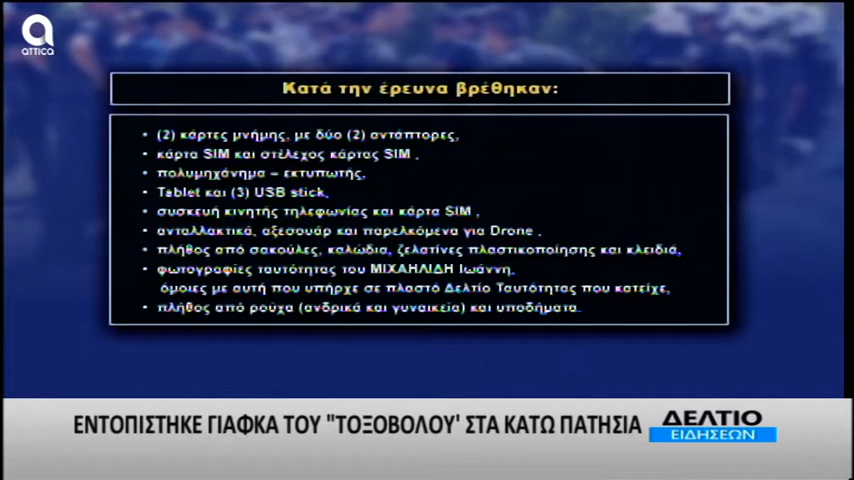 attica
Κατά την έρευνα βρέθηκαν:
• (2) κάρτες μνήμης, με δύο (2) αντάπτορες,
• κάρτα SIM και στέλεχος κάρτας SIM ,
• πολυμηχάνημα – εκτυπωτής,
• Tablet και (3) USB stick,
• συσκευή κινητής τηλεφωνίας και κάρτα SIM ,
• ανταλλακτικά, αξεσουάρ και παρελκόμενα για Drone ,
• πλήθος από σακούλες, καλώδια, ζελατίνες πλαστικοποίησης και κλειδιά,
• φωτογραφίες ταυτότητας του ΜΙΧΑΗΛΙΔΗ Ιωάννη,
όμοιες με αυτή που υπήρχε σε πλαστό Δελτίο Ταυτότητας που κατείχε,
• πλήθος από ρούχα (ανδρικά και γυναικεία) και υποδήματα.
ΕΝΤΟΠΙΣΤΗΚΕ ΓΙΑΦΚΑ ΤΟΥ "ΤΟΞΟΒΟΛΟΥ' ΣΤΑ ΚΑΤΩ ΠΑΤΗΣΙΑ
ΔΕΛΤΙΟ
ΕΙΔΗΣΕΩΝ